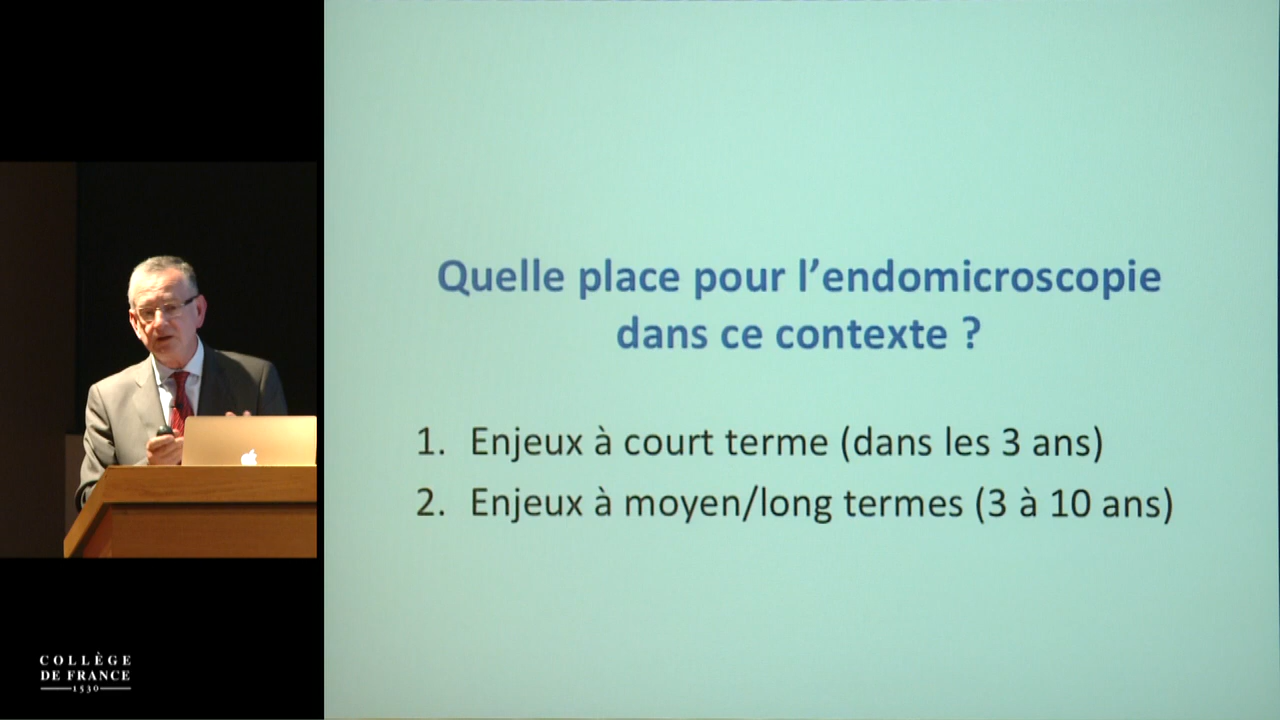 Quelle place pour l’endomicroscopie
dans ce contexte ?
1. Enjeux à court terme (dans les 3 ans)
2. Enjeux à moyen/long termes (3 à 10 ans)
COLLÈGE
DE FRANCE
1530